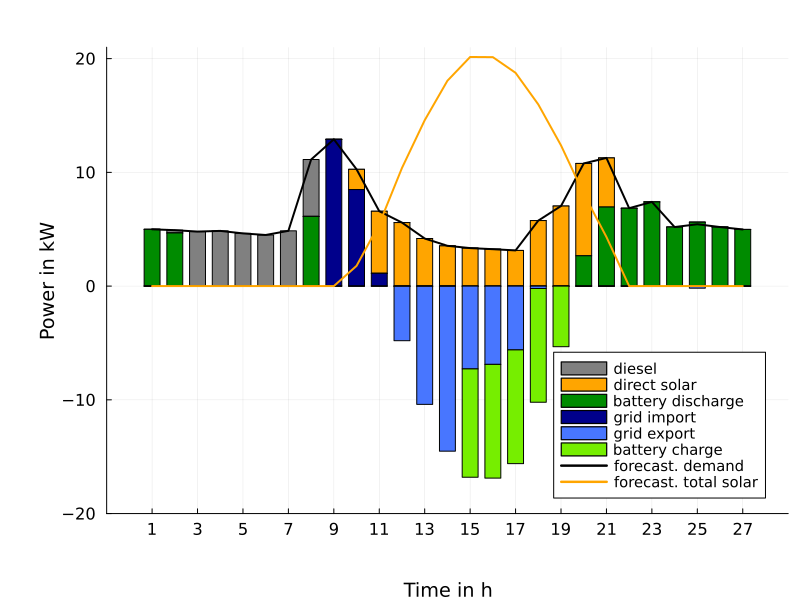 20
10
0
−10
−20
Power in kW
1 3 5 7 9 11 13 15 17 19 21 23 25 27
Time in h
diesel
direct solar
battery discharge
grid import
grid export
battery charge
forecast. demand
forecast. total solar